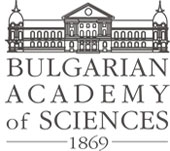 BULGARIAN
ACADEMY
of SCIENCES
1869